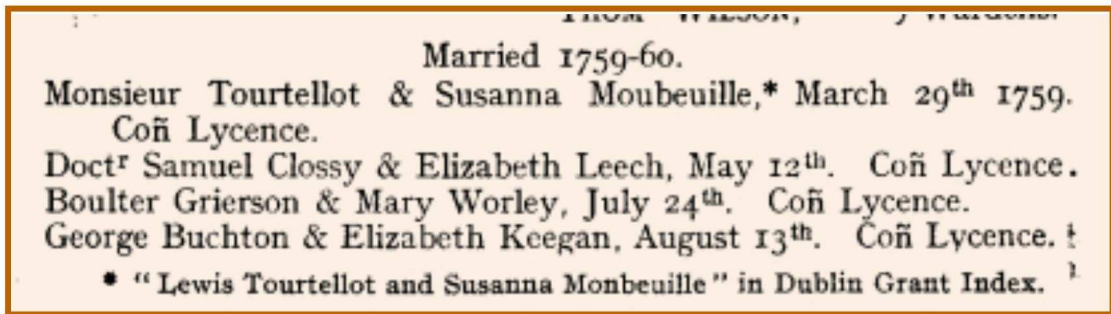 Married 1759-60.
Monsieur Tourtellot & Susanna Moubeuille,* March 29th 1759.
Coñ Lycence.
Doctr Samuel Clossy & Elizabeth Leech, May 12th. Coñ Lycence.
Boulter Grierson & Mary Worley, July 24th. Coñ Lycence.
George Buchton & Elizabeth Keegan, August 13th. Coñ Lycence.
* "Lewis Tourtellot and Susanna Monbeuille" in Dublin Grant Index.